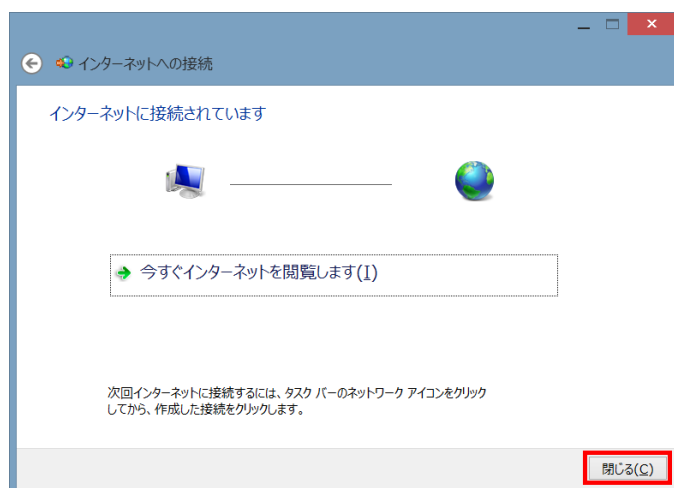 インターネットへの接続
インターネットに接続されています
今すぐインターネットを閲覧します(I)
次回インターネットに接続するには、タスク バーのネットワーク アイコンをクリック
してから、作成した接続をクリックします。
閉じる(C)